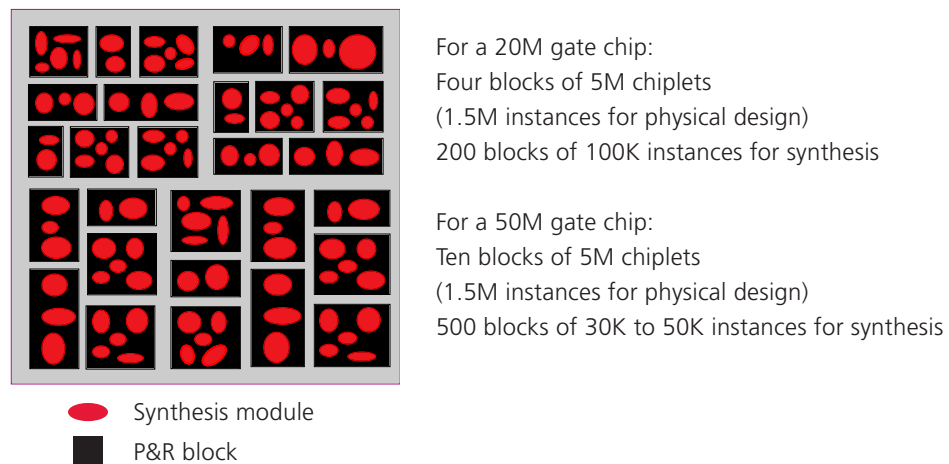 For a 20M gate chip:
Four blocks of 5M chiplets
(1.5M instances for physical design)
200 blocks of 100K instances for synthesis
For a 50M gate chip:
Ten blocks of 5M chiplets
(1.5M instances for physical design)
500 blocks of 30K to 50K instances for synthesis
Synthesis module
P&R block